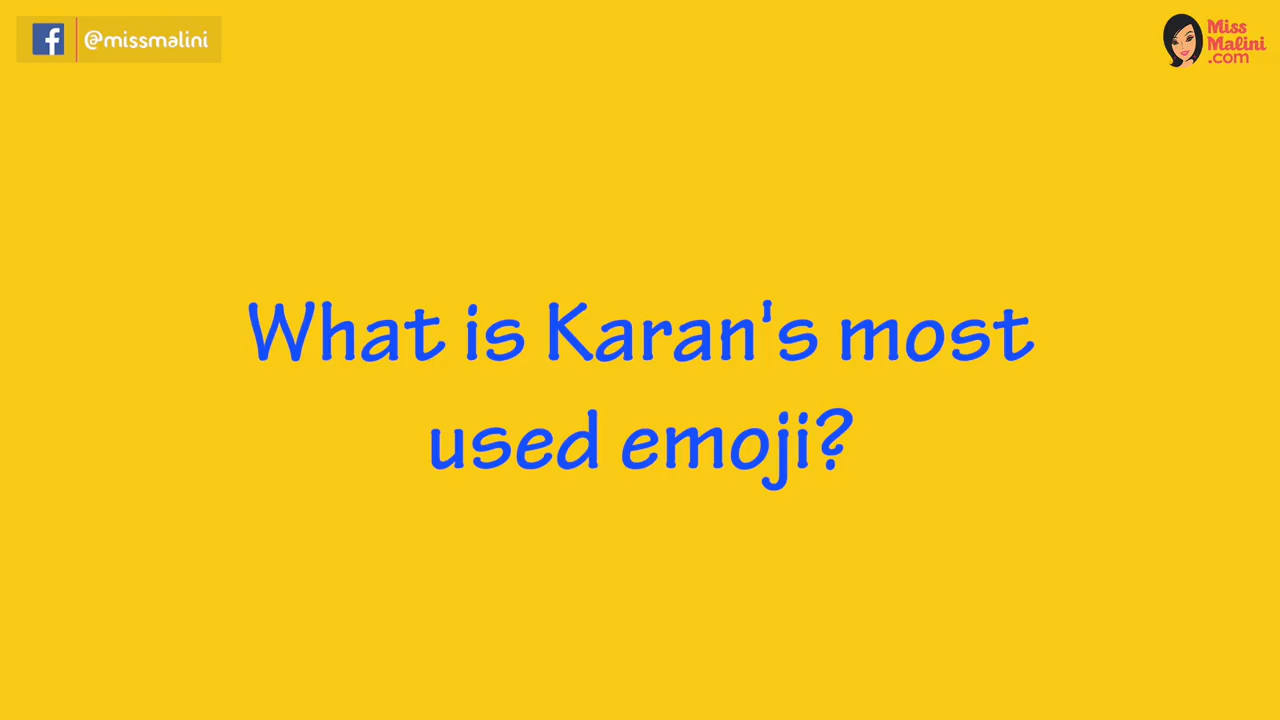 @missmalini
Miss
Malini
.com
What is Karan's most
used emoji?